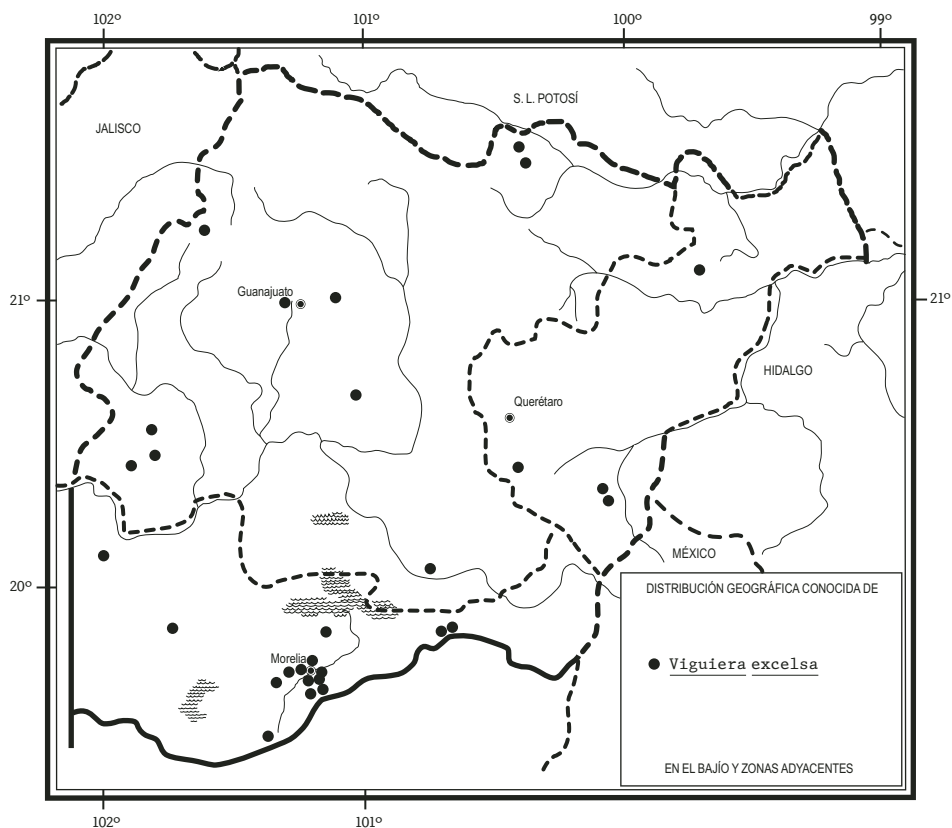 102º 101º 100º 99º
S. L. POTOSÍ
JALISCO
Guanajuato
21º 21º
HIDALGO
Querétaro
MÉXICO
20º
DISTRIBUCIÓN GEOGRÁFICA CONOCIDA DE
Morelia
Viguiera excelsa
EN EL BAJÍO Y ZONAS ADYACENTES
102º 101º